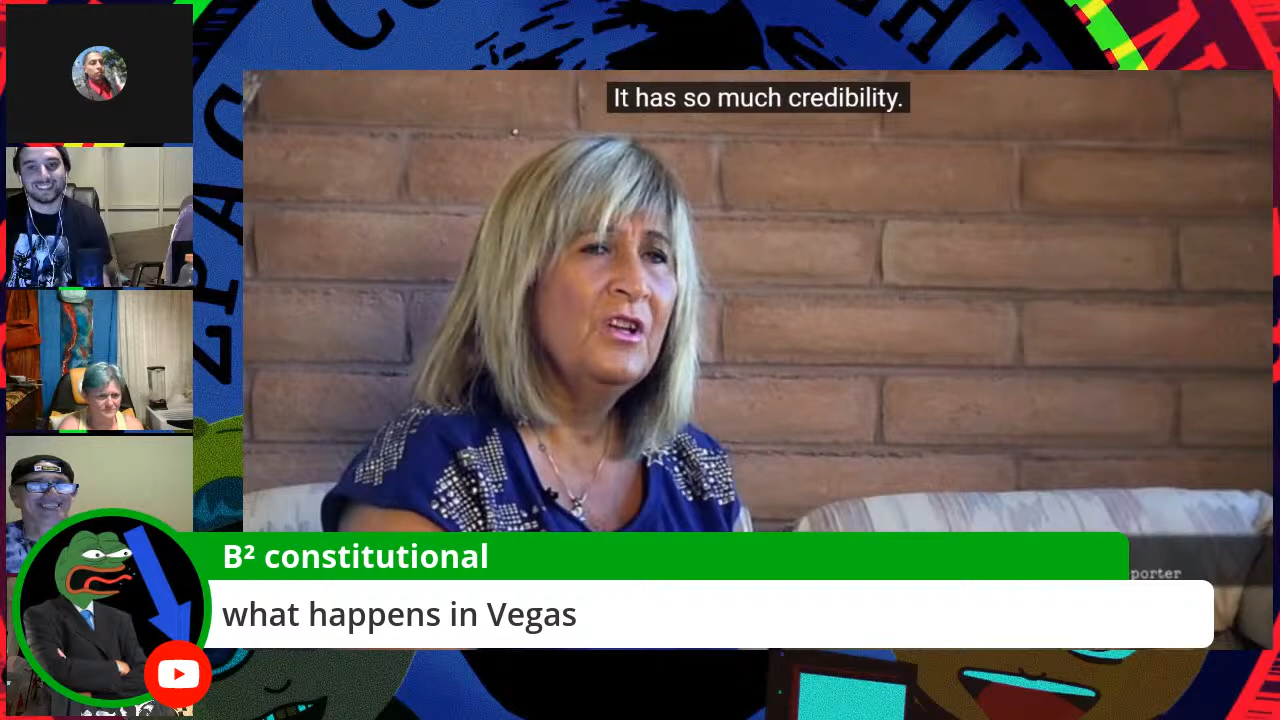 It has so much credibility.
B² constitutional
porter
what happens in Vegas